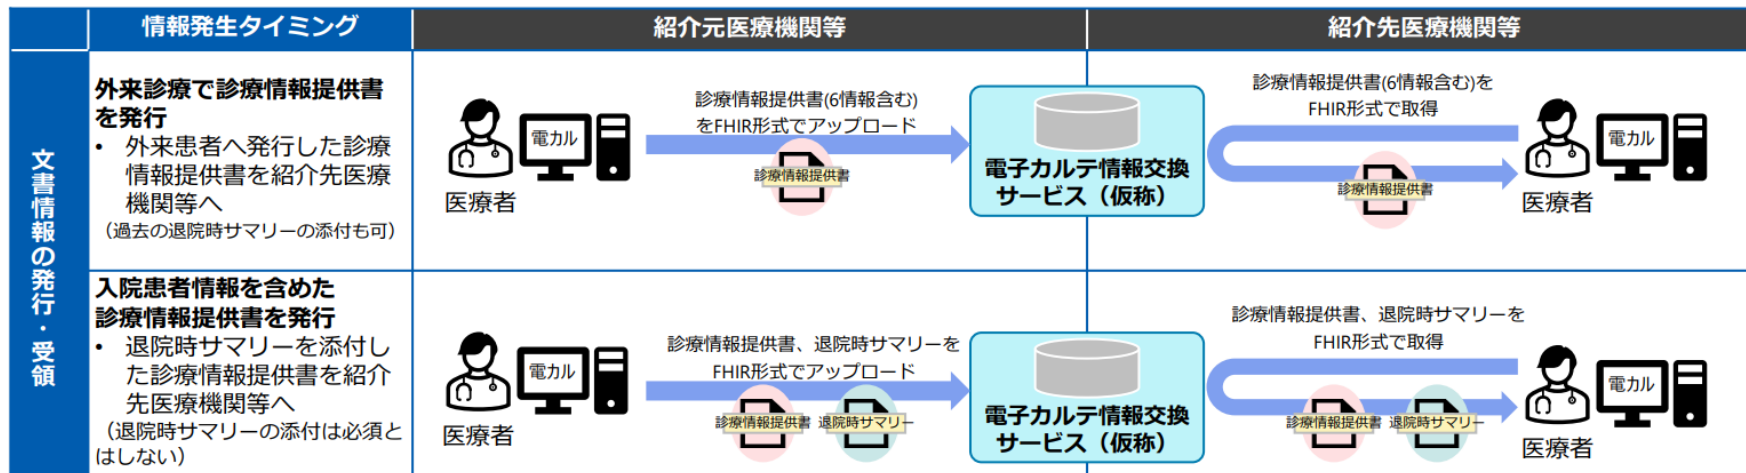 情報発生タイミング
紹介元医療機関等
紹介先医療機関等
文書情報の発行・受領
外来診療で診療情報提供書
を発行
• 外来患者へ発行した診療
情報提供書を紹介先医療
機関等へ
（過去の退院時サマリーの添付も可）
電カル
医療者
診療情報提供書(6情報含む)
をFHIR形式でアップロード
診療情報提供書
電子カルテ情報交換
サービス（仮称）
診療情報提供書(6情報含む)を
FHIR形式で取得
診療情報提供書
電カル
医療者
入院患者情報を含めた
診療情報提供書を発行
• 退院時サマリーを添付し
た診療情報提供書を紹介
先医療機関等へ
（退院時サマリーの添付は必須と
はしない）
電カル
医療者
診療情報提供書、退院時サマリーを
FHIR形式でアップロード
診療情報提供書
退院時サマリー
電子カルテ情報交換
サービス（仮称）
診療情報提供書、退院時サマリーを
FHIR形式で取得
診療情報提供書
退院時サマリー
電カル
医療者